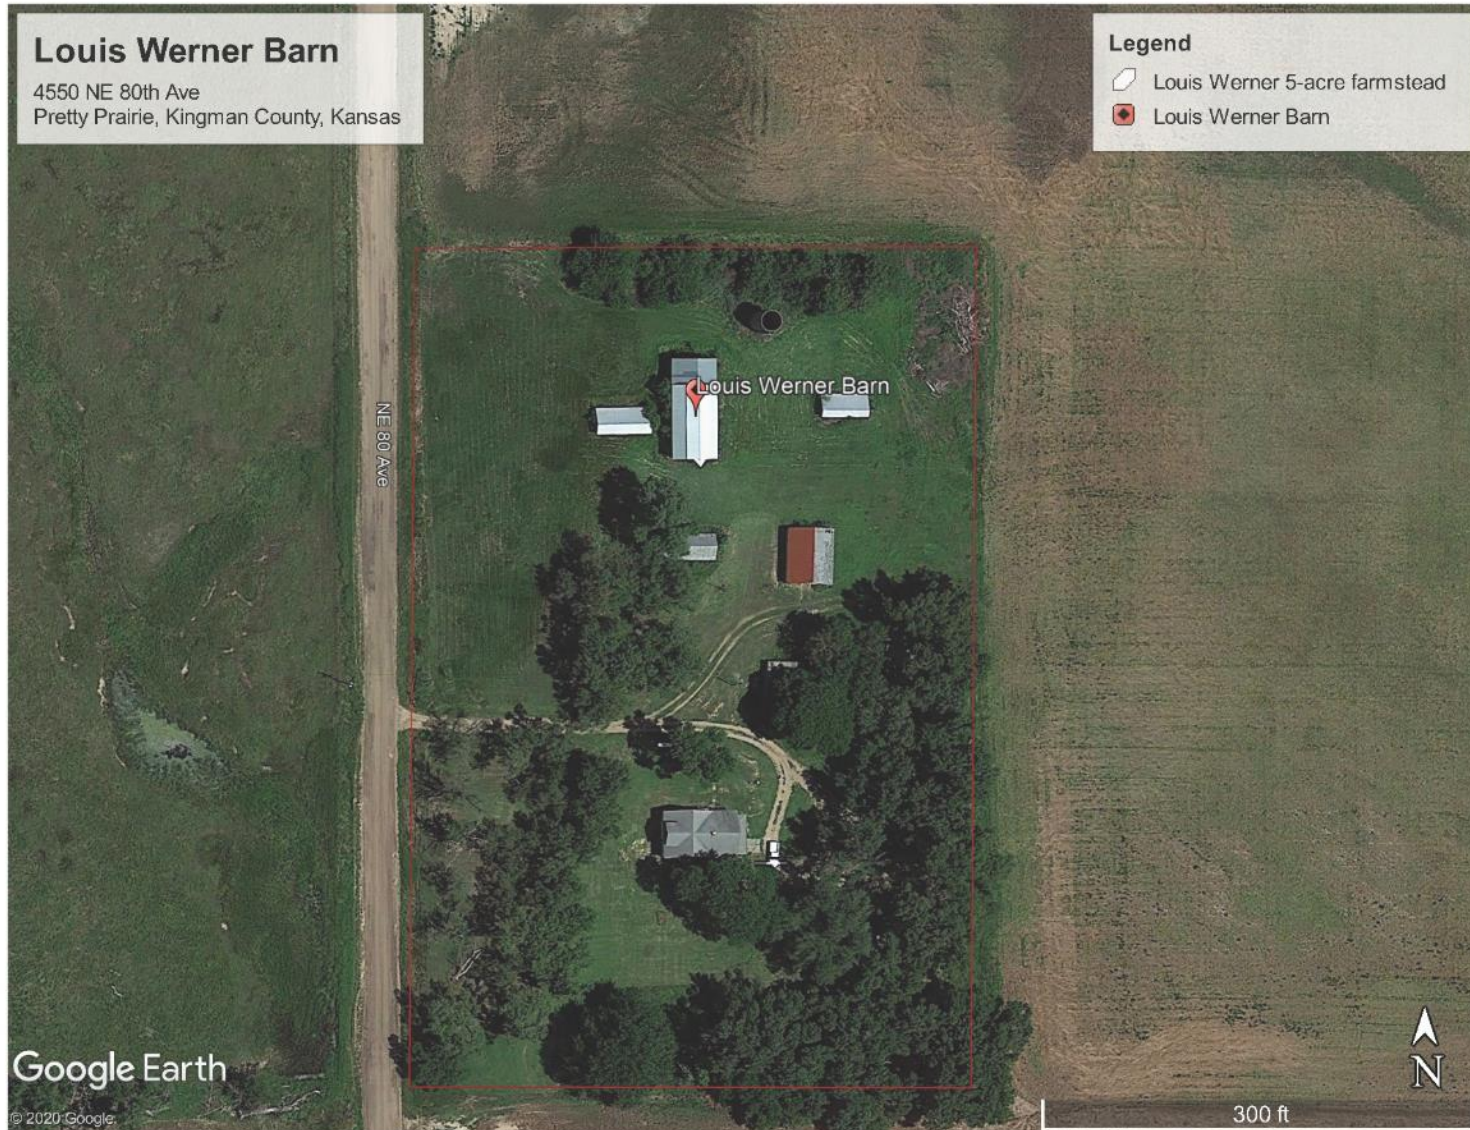 Louis Werner Barn
4550 NE 80th Ave
Pretty Prairie, Kingman County, Kansas
Legend
Louis Werner 5-acre farmstead
Louis Werner Barn
Louis Werner Barn
NE 80 Ave
Google Earth
© 2020 Google
N
300 ft